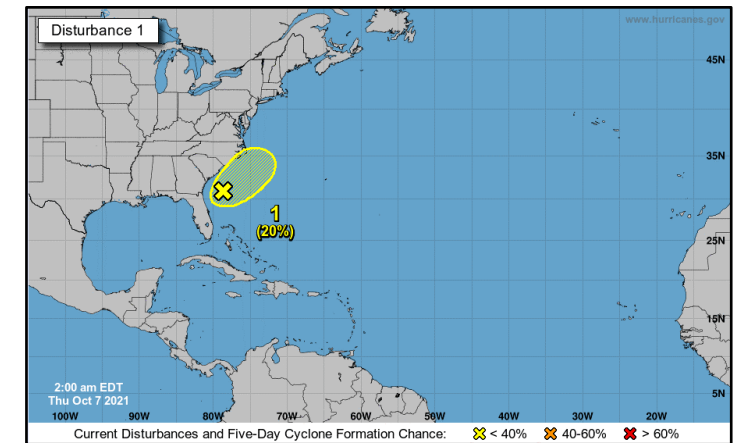 Disturbance 1
www.hurricanes.gov
45N
35N
1
(20%)
25N
15N
5N
2:00 am EDT
Thu Oct 7 2021
100W 90W 80W 70W 60W 50W 40W 30W 20W
Current Disturbances and Five-Day Cyclone Formation Chance: < 40% 40-60% > 60%